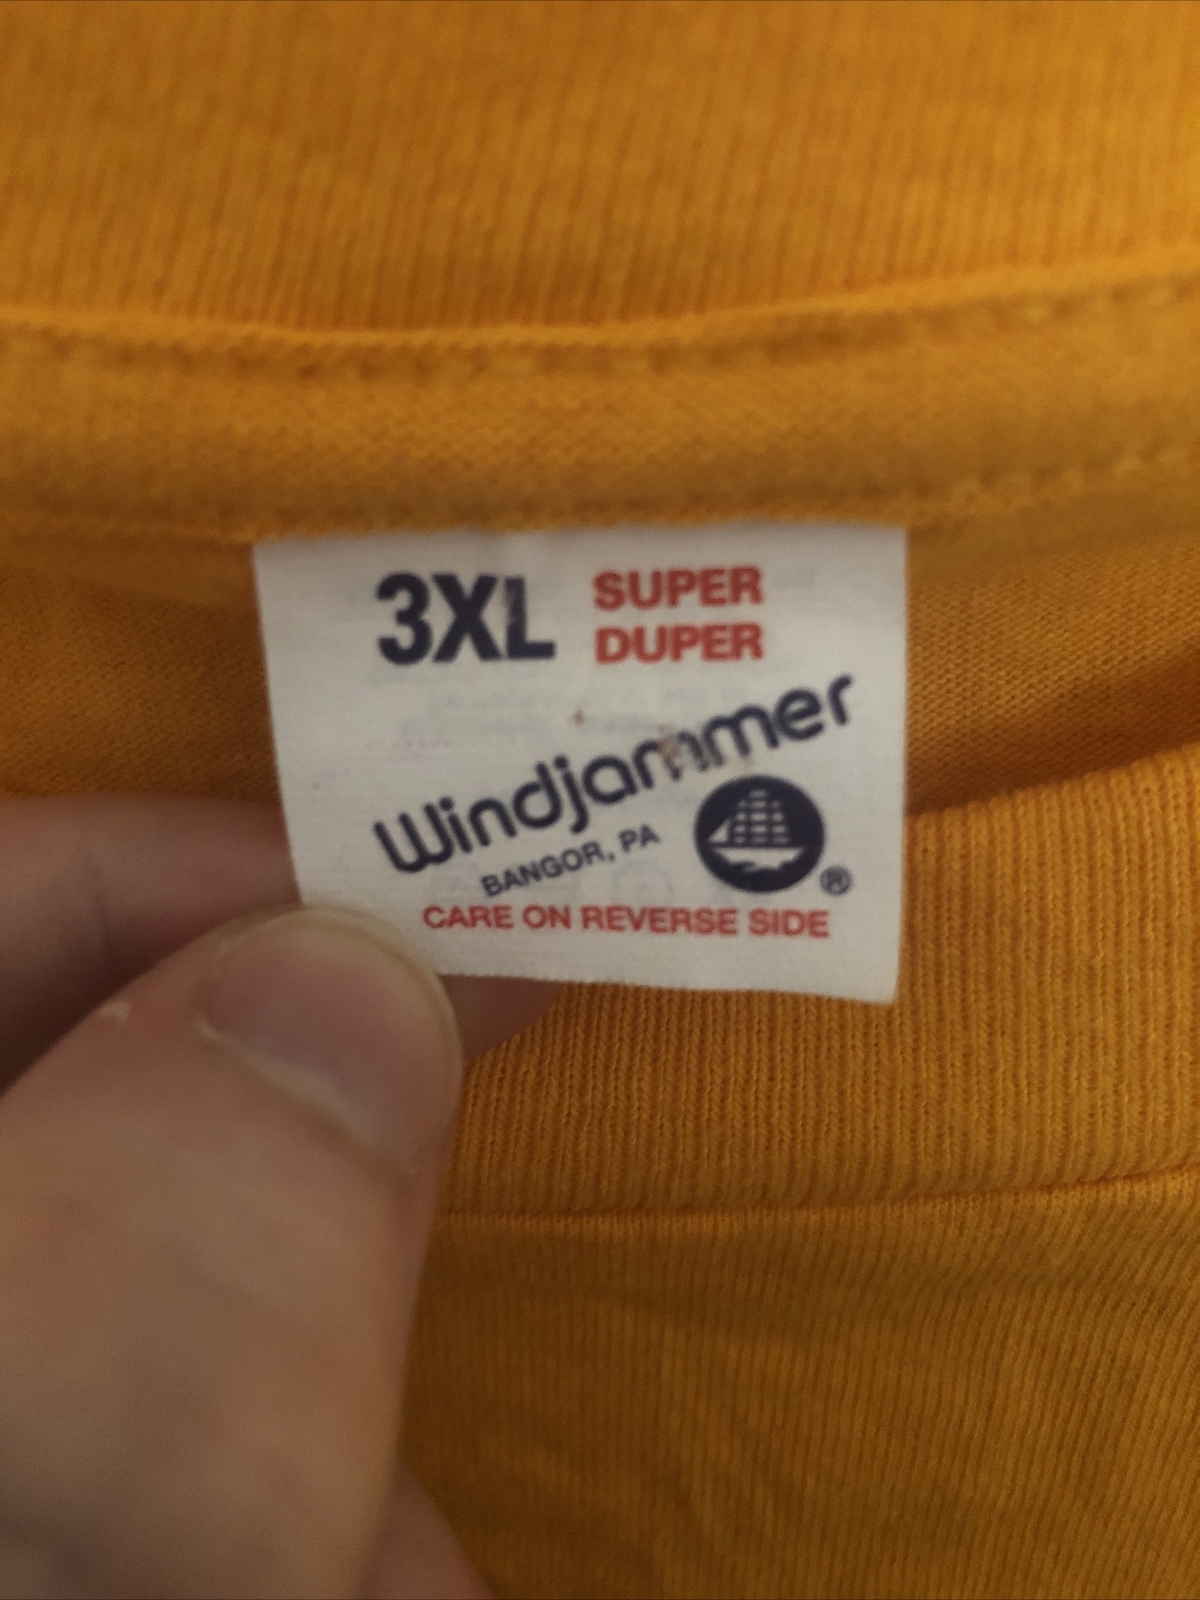 3XL SUPER
DUPER
Windjammer
BANGOR, PA
®
CARE ON REVERSE SIDE